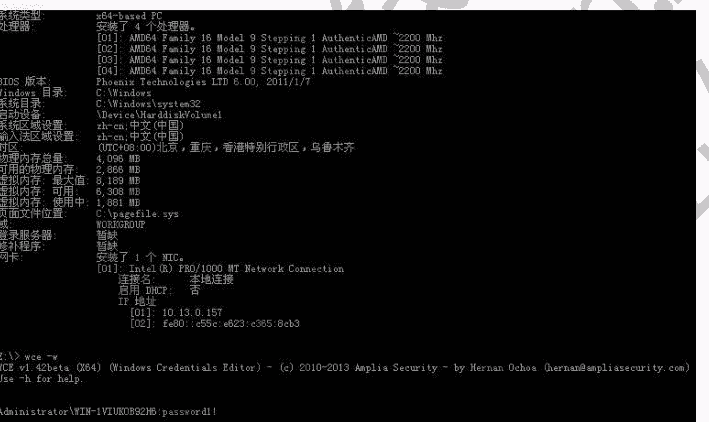 系统类型: x64-based PC
处理器: 安装了 4 个处理器。
[01]: AMD64 Family 16 Model 9 Stepping 1 AuthenticAMD ~2200 Mhz
[02]: AMD64 Family 16 Model 9 Stepping 1 AuthenticAMD ~2200 Mhz
[03]: AMD64 Family 16 Model 9 Stepping 1 AuthenticAMD ~2200 Mhz
[04]: AMD64 Family 16 Model 9 Stepping 1 AuthenticAMD ~2200 Mhz
BIOS 版本: Phoenix Technologies LTD 6.00, 2011/1/7
Windows 目录: C:\Windows
系统目录: C:\Windows\system32
启动设备: \Device\HarddiskVolume1
系统区域设置: zh-cn;中文(中国)
输入法区域设置: zh-cn;中文(中国)
时区: (UTC+08:00)北京，重庆，香港特别行政区，乌鲁木齐
物理内存总量: 4,096 MB
可用的物理内存: 2,866 MB
虚拟内存: 最大值: 8,189 MB
虚拟内存: 可用: 6,308 MB
虚拟内存: 使用中: 1,881 MB
页面文件位置: C:\pagefile.sys
域: WORKGROUP
登录服务器: 暂缺
修补程序: 暂缺
网卡: 安装了 1 个 NIC。
[01]: Intel(R) PRO/1000 MT Network Connection
连接名: 本地连接
启用 DHCP: 否
IP 地址
[01]: 10.13.0.157
[02]: fe80::c55c:e623:c365:8cb3
E:\> wce -w
WCE v1.42beta (X64) (Windows Credentials Editor) - (c) 2010-2013 Amplia Security - by Hernan Ochoa (hernan@ampliasecurity.com)
Use -h for help.
Administrator\WIN-1VIUKOB92H6:password1!